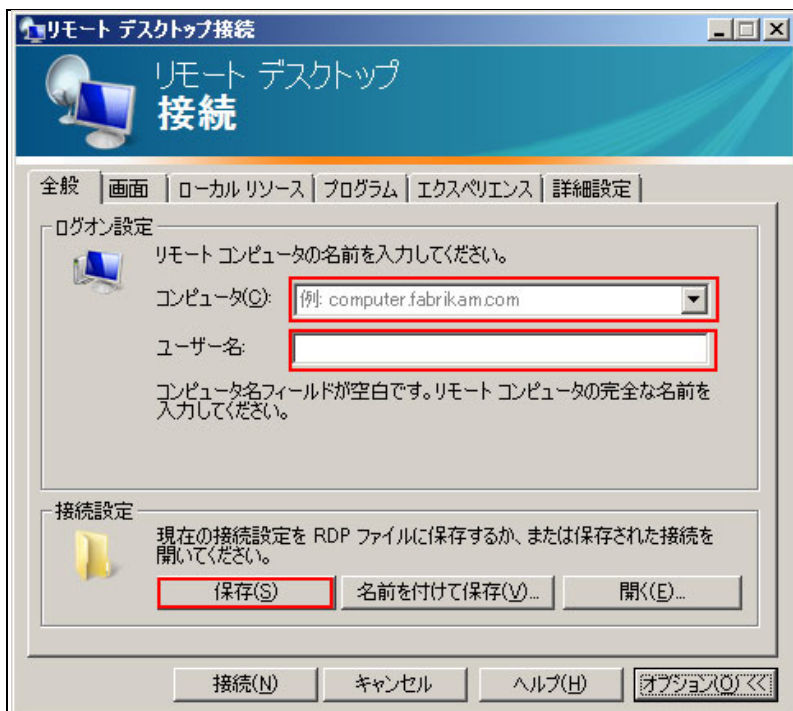 リモート デスクトップ接続
リモート デスクトップ
接続
全般 画面 ローカル リソース プログラム エクスペリエンス 詳細設定
ログオン設定
リモート コンピュータの名前を入力してください。
コンピュータ(C): 例: computer.fabrikam.com
ユーザー名:
コンピュータ名フィールドが空白です。リモート コンピュータの完全な名前を
入力してください。
接続設定
現在の接続設定を RDP ファイルに保存するか、または保存された接続を
開いてください。
保存(S) 名前を付けて保存(V)... 開く(E)...
接続(N) キャンセル ヘルプ(H) オプション(O) <<